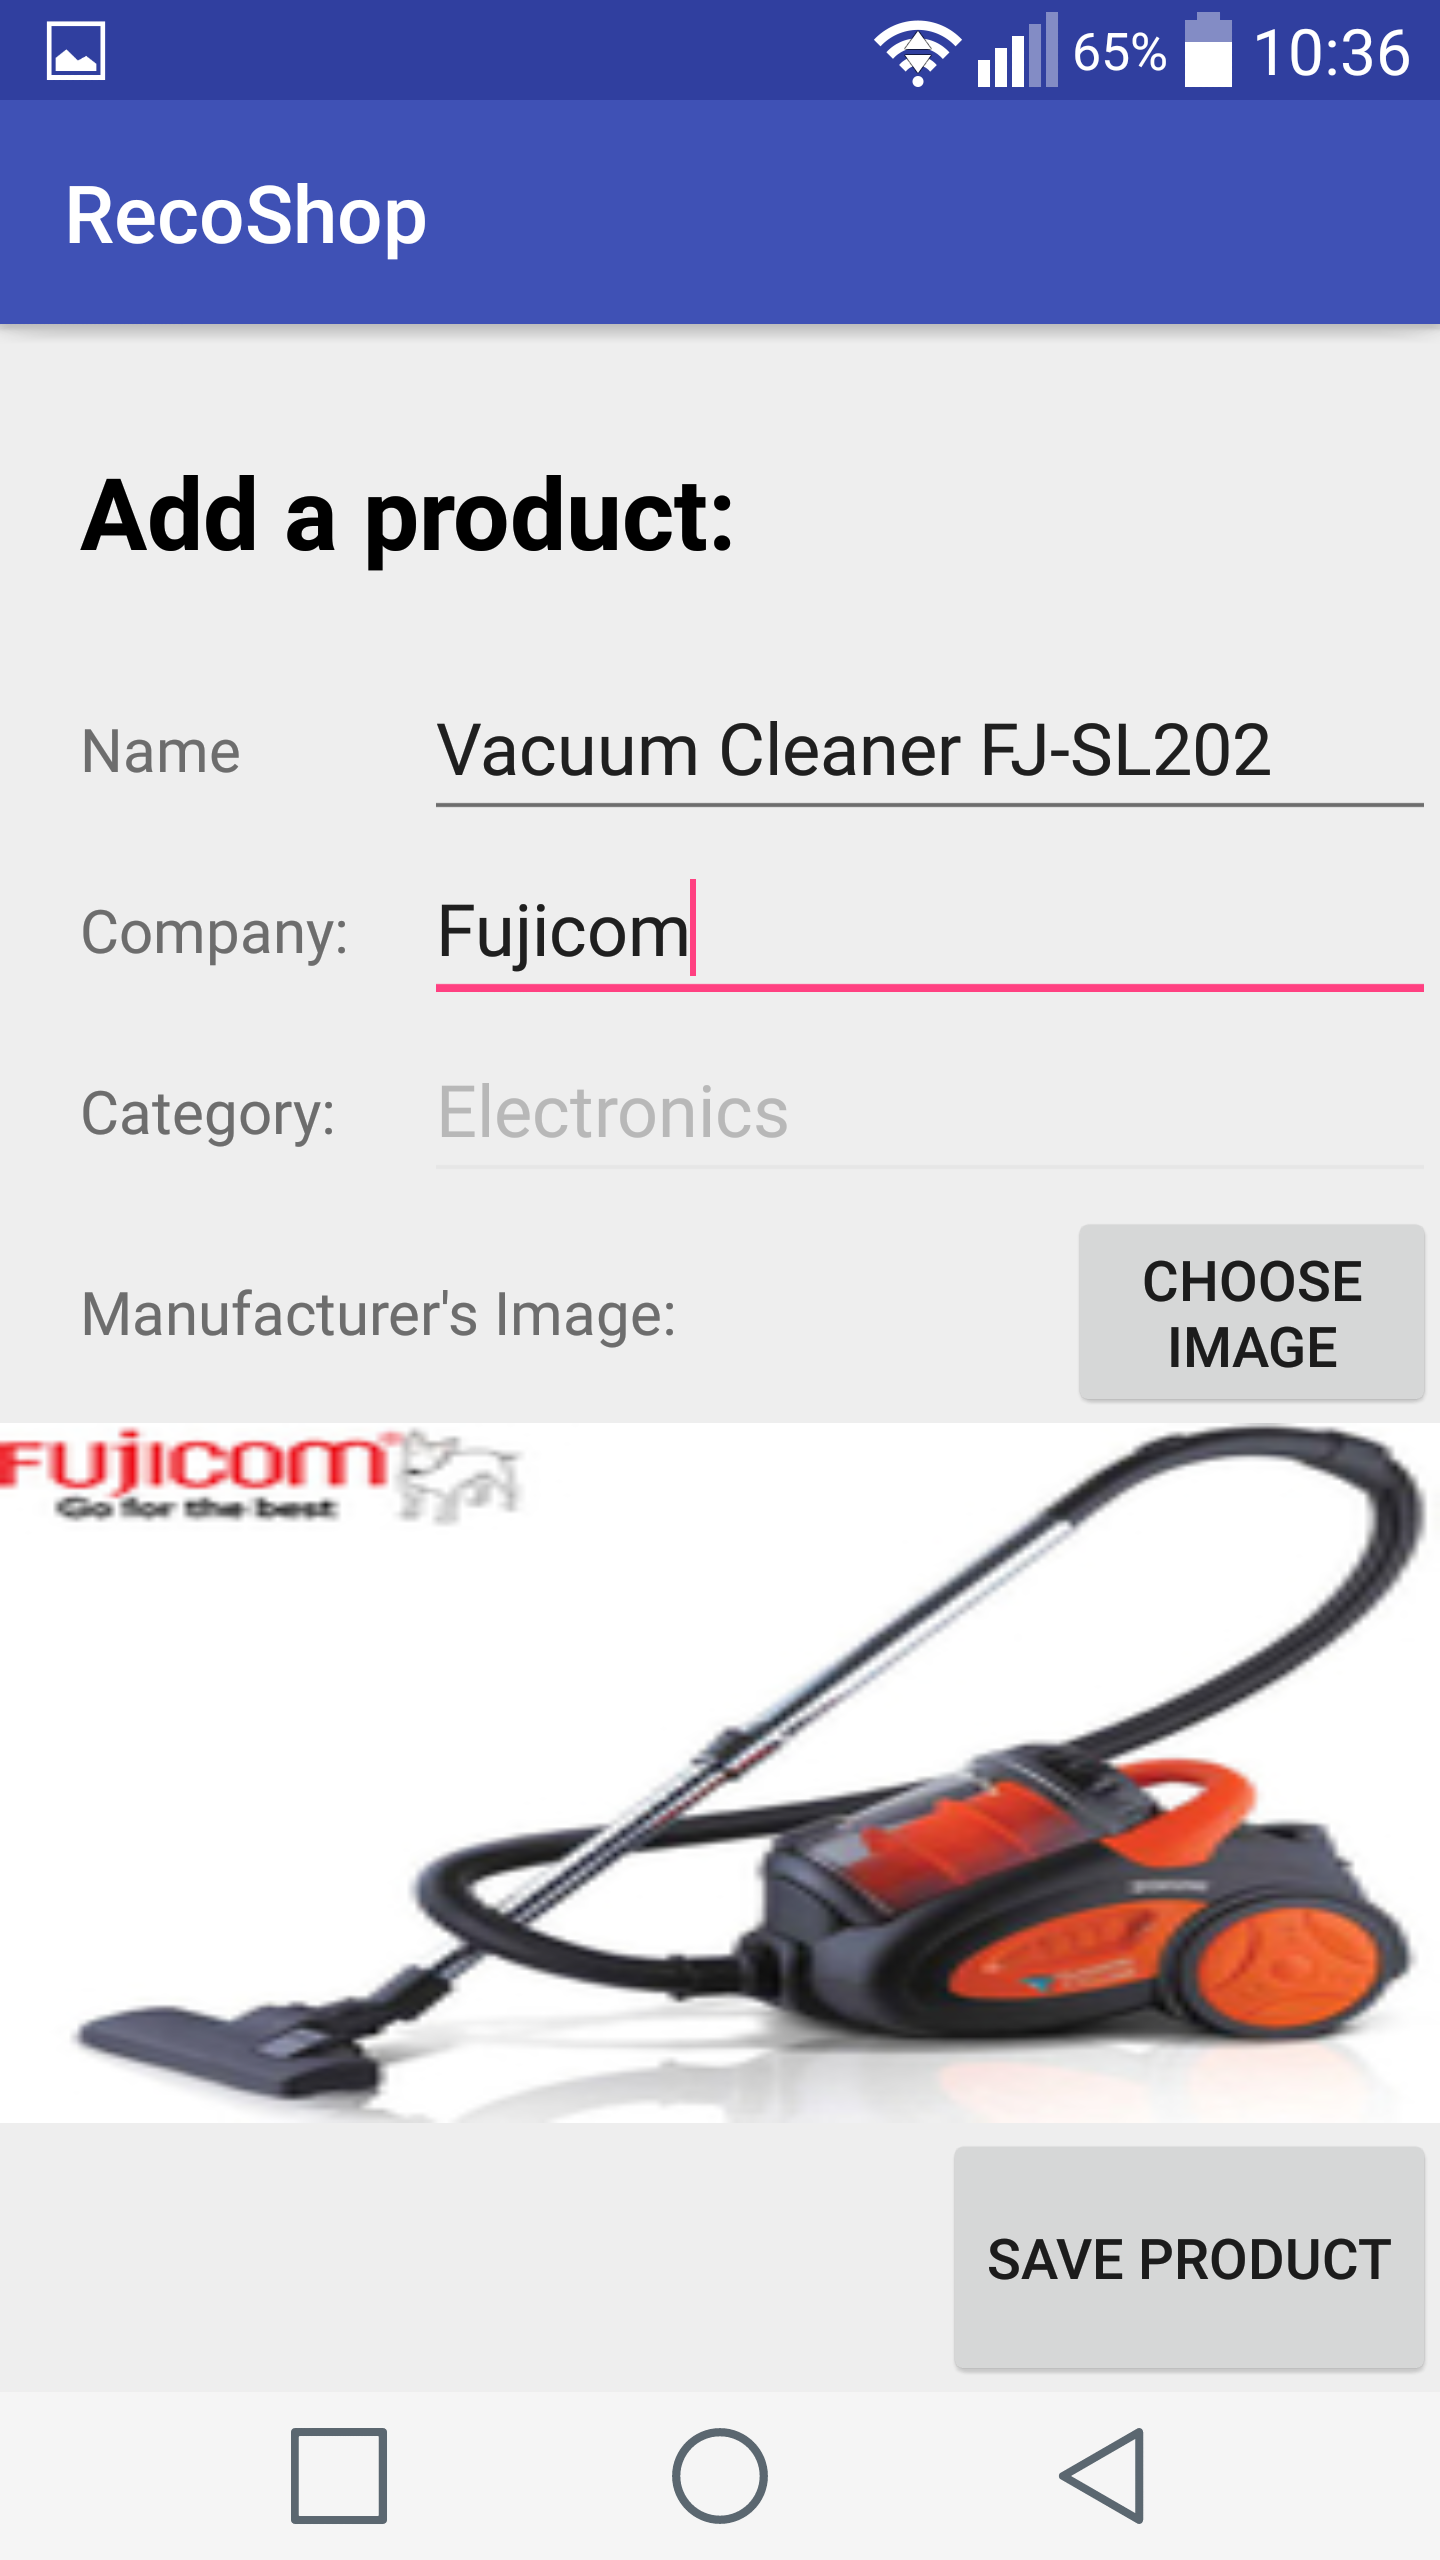 65% 10:36
RecoShop
Add a product:
Name Vacuum Cleaner FJ-SL202
Company: Fujicom
Category: Electronics
Manufacturer's Image: CHOOSE
IMAGE
FUJICOM®
Go for the best
SAVE PRODUCT